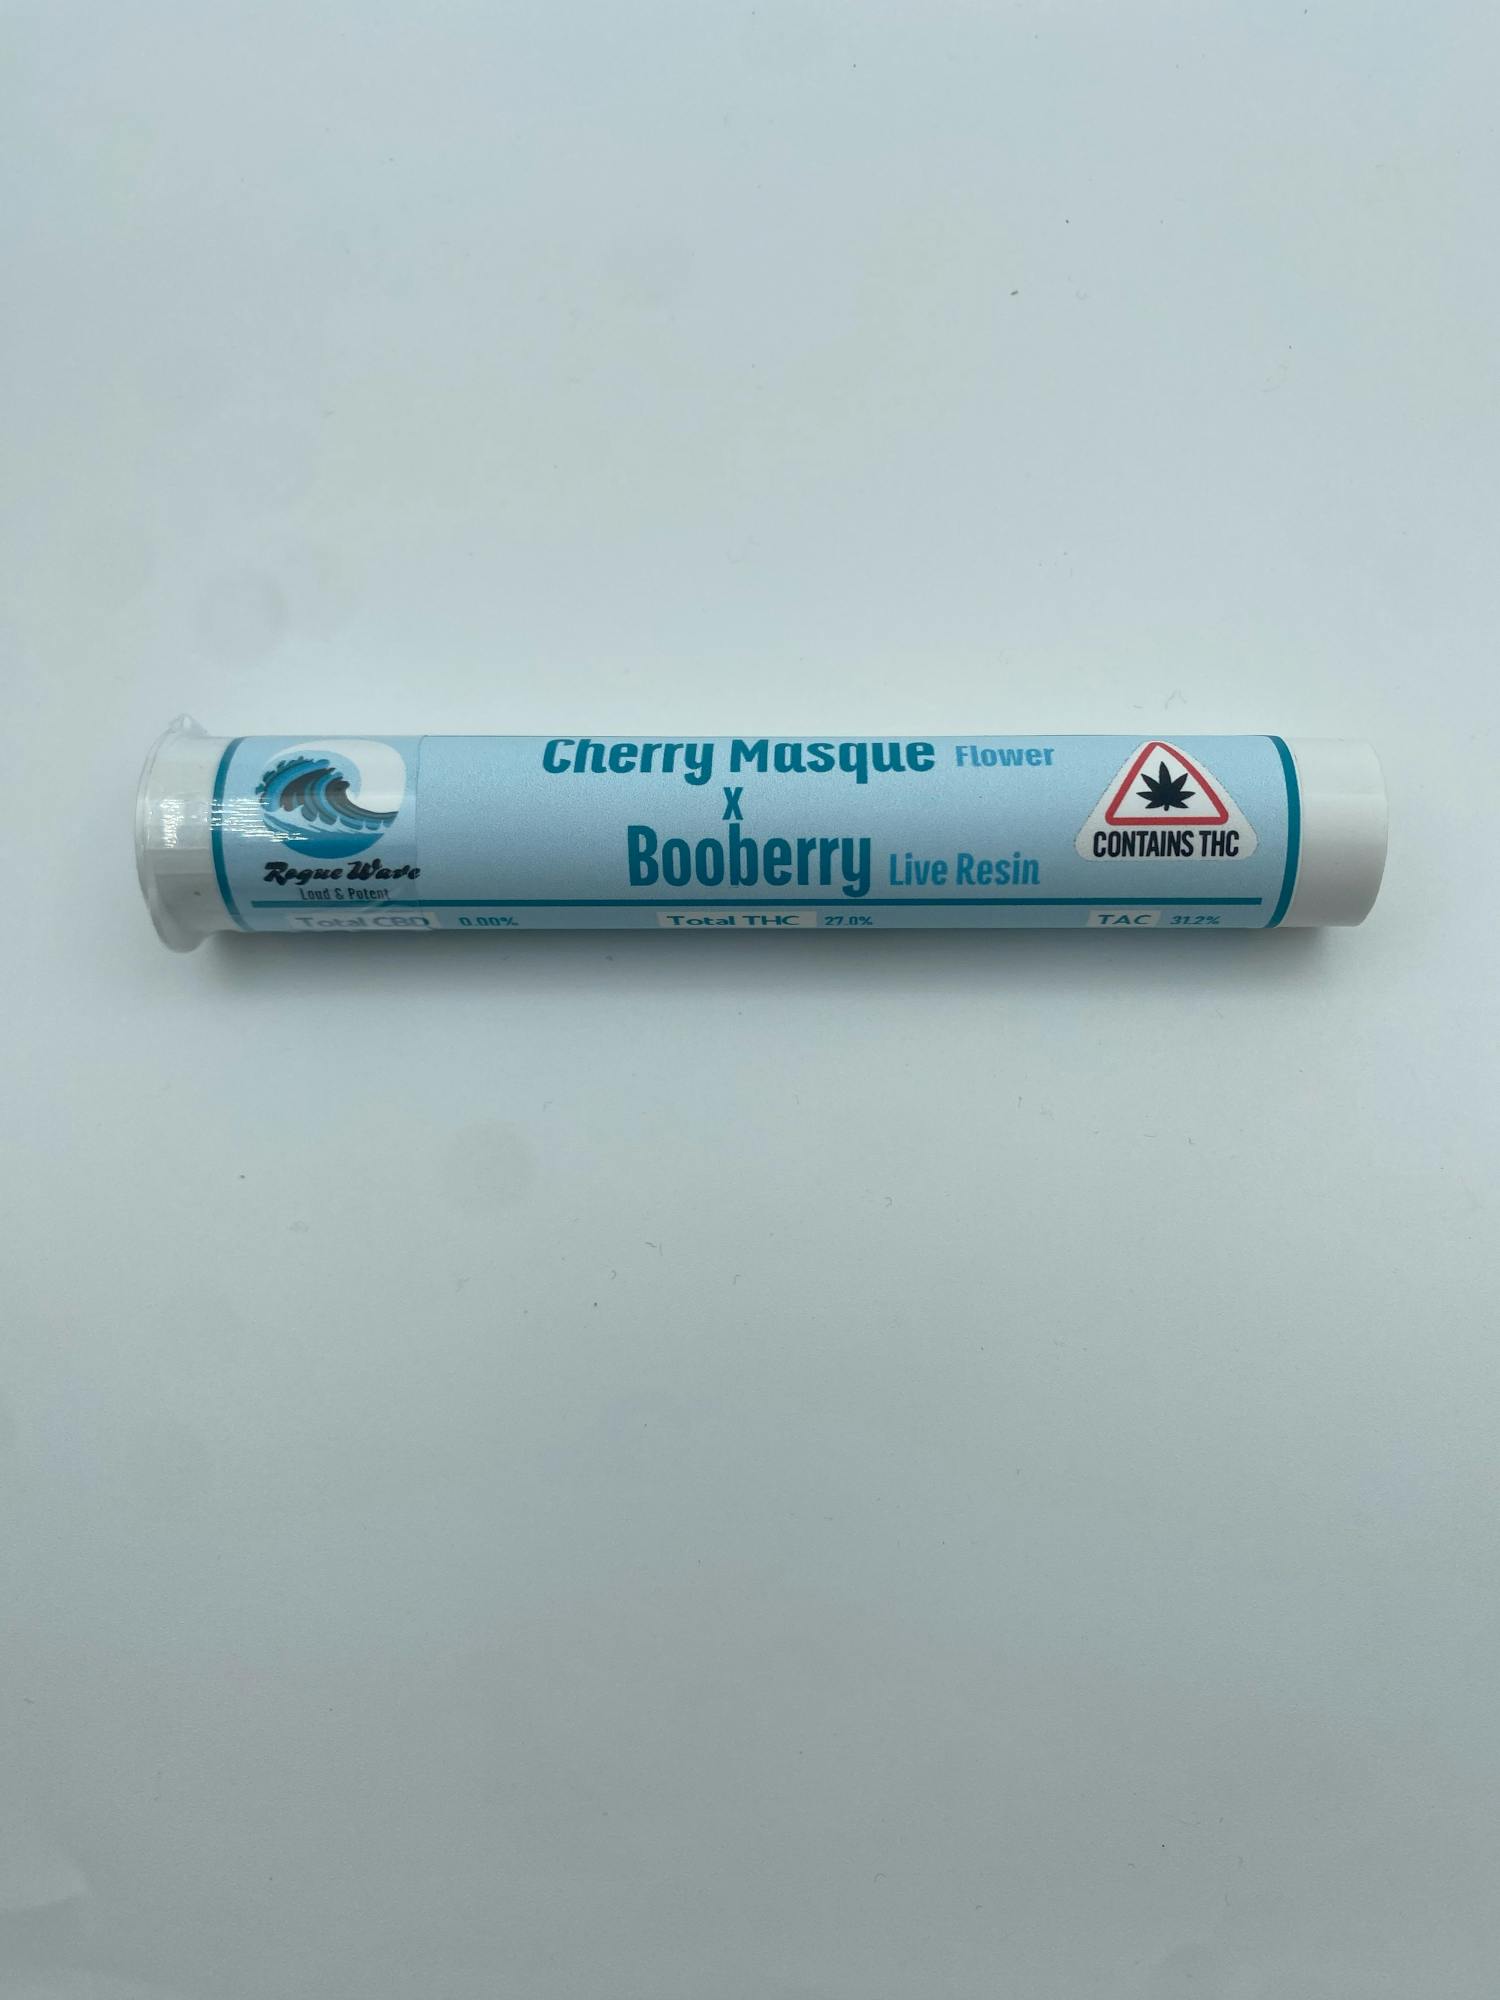 Cherry Masque Flower
x
Booberry Live Resin
CONTAINS THC
Rogue Wave
Loud & Potent
Total CBD 0.00% Total THC 27.0% TAC 31.2%